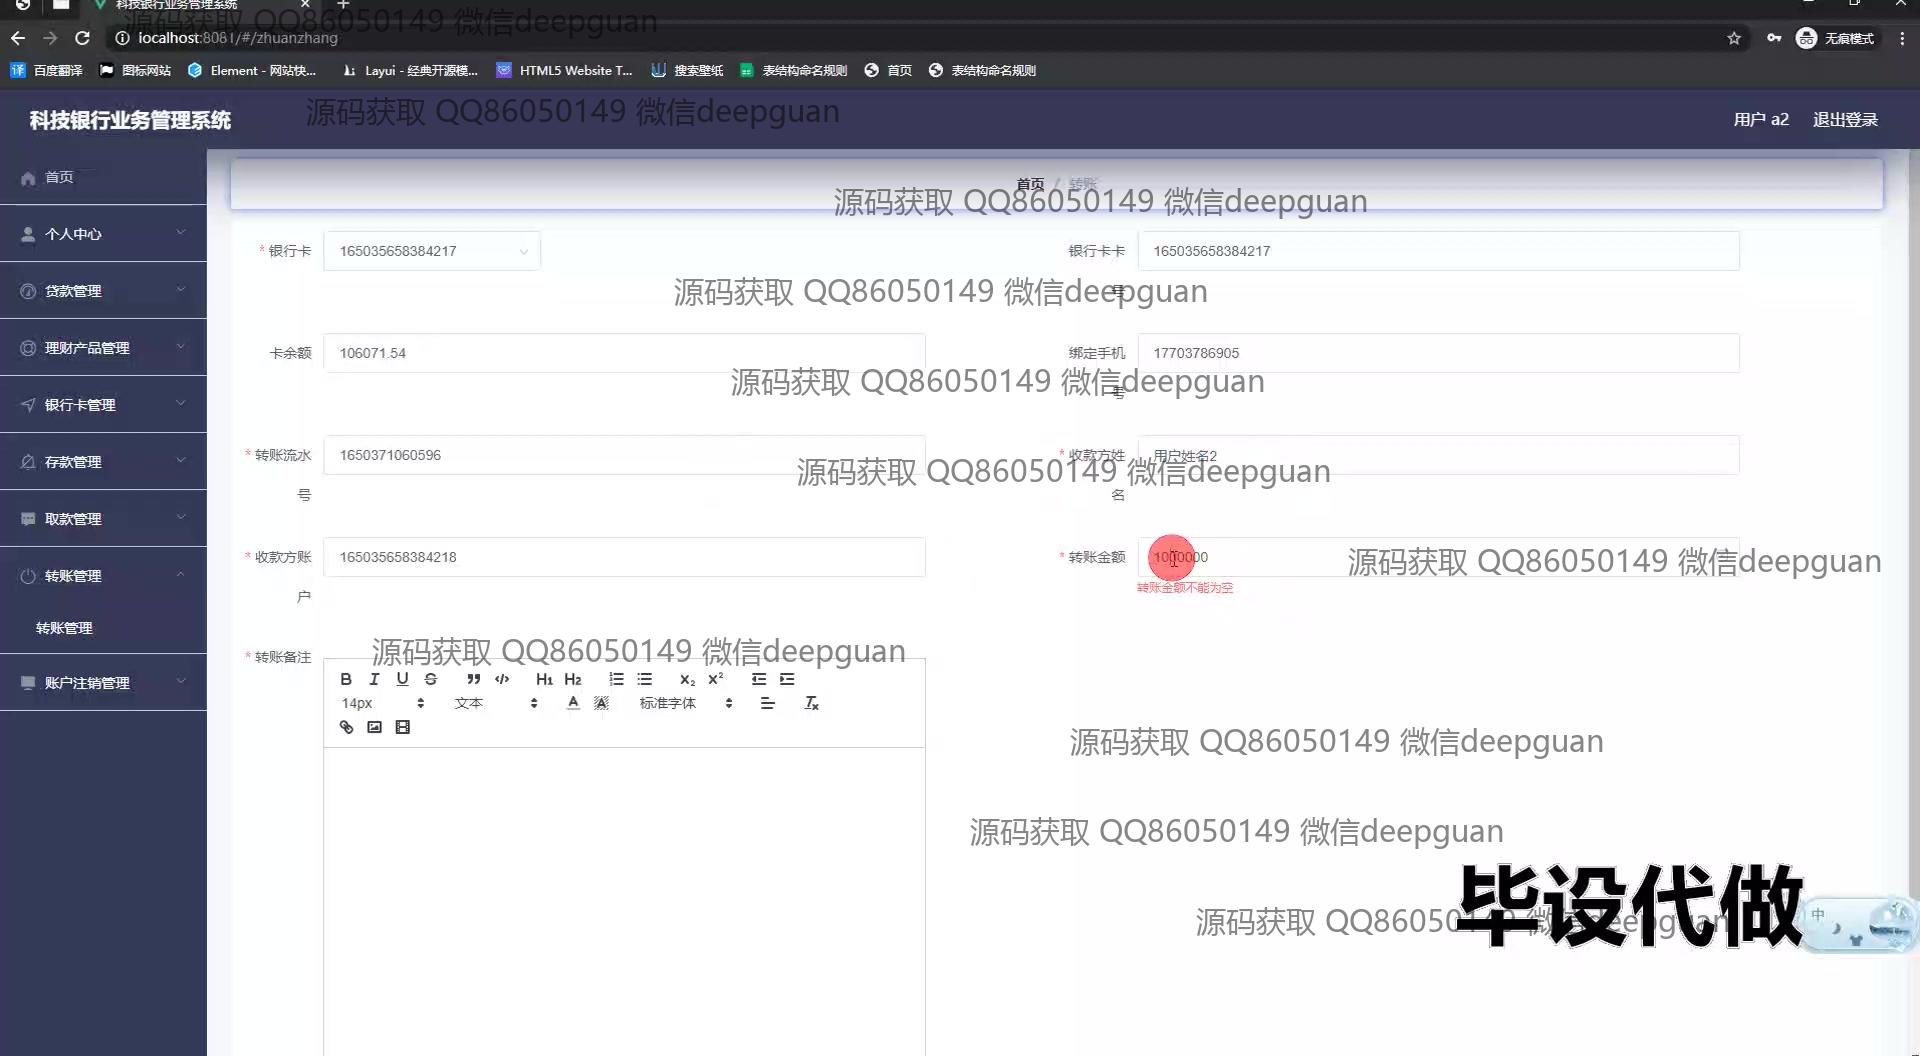 科技银行业务管理系统
源码获取 QQ86050149 微信deepguan
localhost:8081/#/zhuanzhang
无痕模式
百度翻译
图标网站
Element - 网站快...
Layui - 经典开源模...
HTML5 Website T...
搜索壁纸
表结构命名规则
首页
表结构命名规则
科技银行业务管理系统
源码获取 QQ86050149 微信deepguan
用户 a2
退出登录
首页
个人中心
贷款管理
理财产品管理
银行卡管理
存款管理
取款管理
转账管理
转账管理
账户注销管理
首页 / 转账
源码获取 QQ86050149 微信deepguan
* 银行卡
165035658384217
银行卡卡号
165035658384217
源码获取 QQ86050149 微信deepguan
卡余额
106071.54
绑定手机号
17703786905
源码获取 QQ86050149 微信deepguan
* 转账流水号
1650371060596
* 收款方姓名
用户姓名2
源码获取 QQ86050149 微信deepguan
* 收款方账户
165035658384218
* 转账金额
1000000
转账金额不能为空
源码获取 QQ86050149 微信deepguan
* 转账备注
源码获取 QQ86050149 微信deepguan
B I U S H1 H2 X2 X2
14px 文本 A A 标准字体 Tx
源码获取 QQ86050149 微信deepguan
源码获取 QQ86050149 微信deepguan
源码获取 QQ86050149 微信deepguan
毕设代做
中